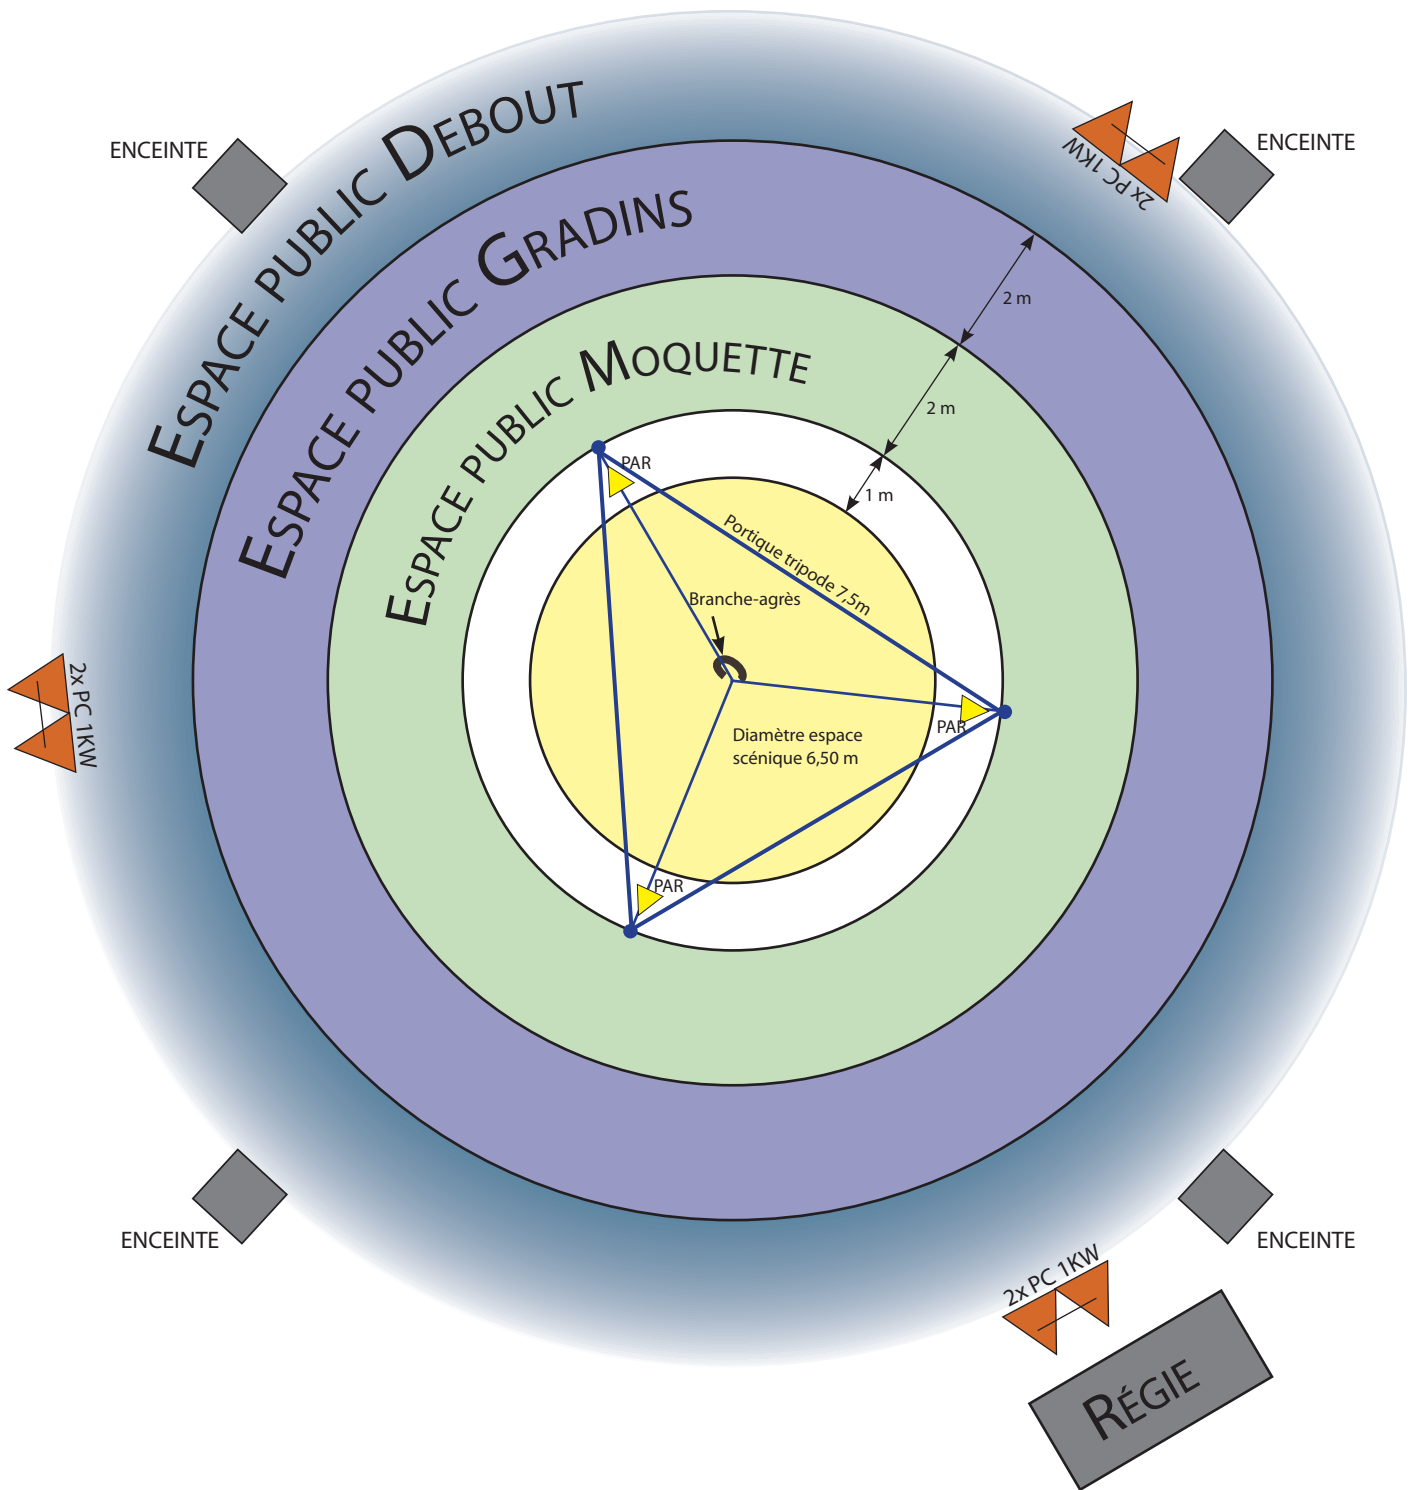 ESPACE PUBLIC DEBOUT
ENCEINTE
ENCEINTE
2x PC 1KW
ESPACE PUBLIC GRADINS
2 m
ESPACE PUBLIC MOQUETTE
2 m
PAR
1 m
Portique tripode 7,5m
Branche-agrès
2x PC 1KW
PAR
Diamètre espace
scénique 6,50 m
PAR
ENCEINTE
ENCEINTE
2x PC 1KW
RÉGIE